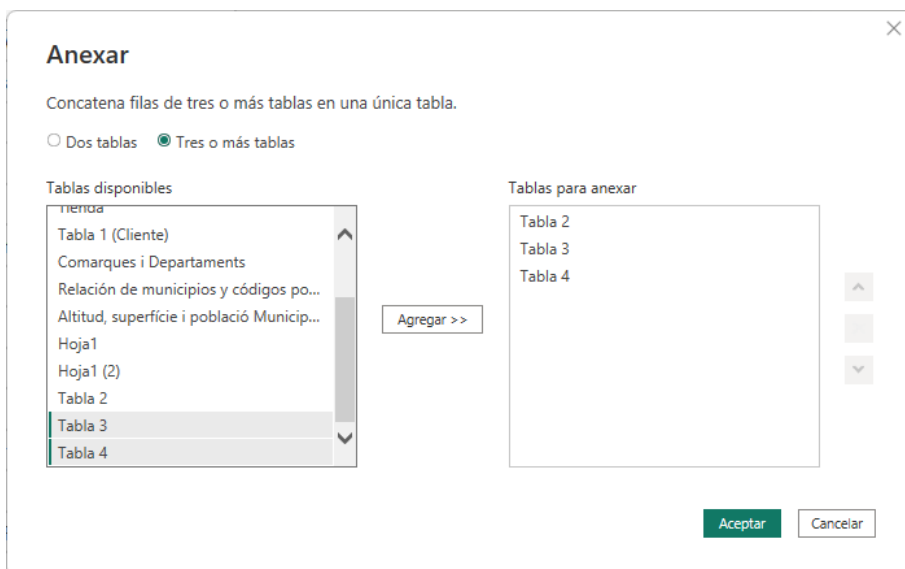 Anexar
Concatena filas de tres o más tablas en una única tabla.
Dos tablas
Tres o más tablas
Tablas disponibles
Tienda
Tabla 1 (Cliente)
Comarques i Departaments
Relación de municipios y códigos po...
Altitud, superfície i població Municip...
Hoja1
Hoja1 (2)
Tabla 2
Tabla 3
Tabla 4
Agregar >>
Tablas para anexar
Tabla 2
Tabla 3
Tabla 4
Aceptar
Cancelar